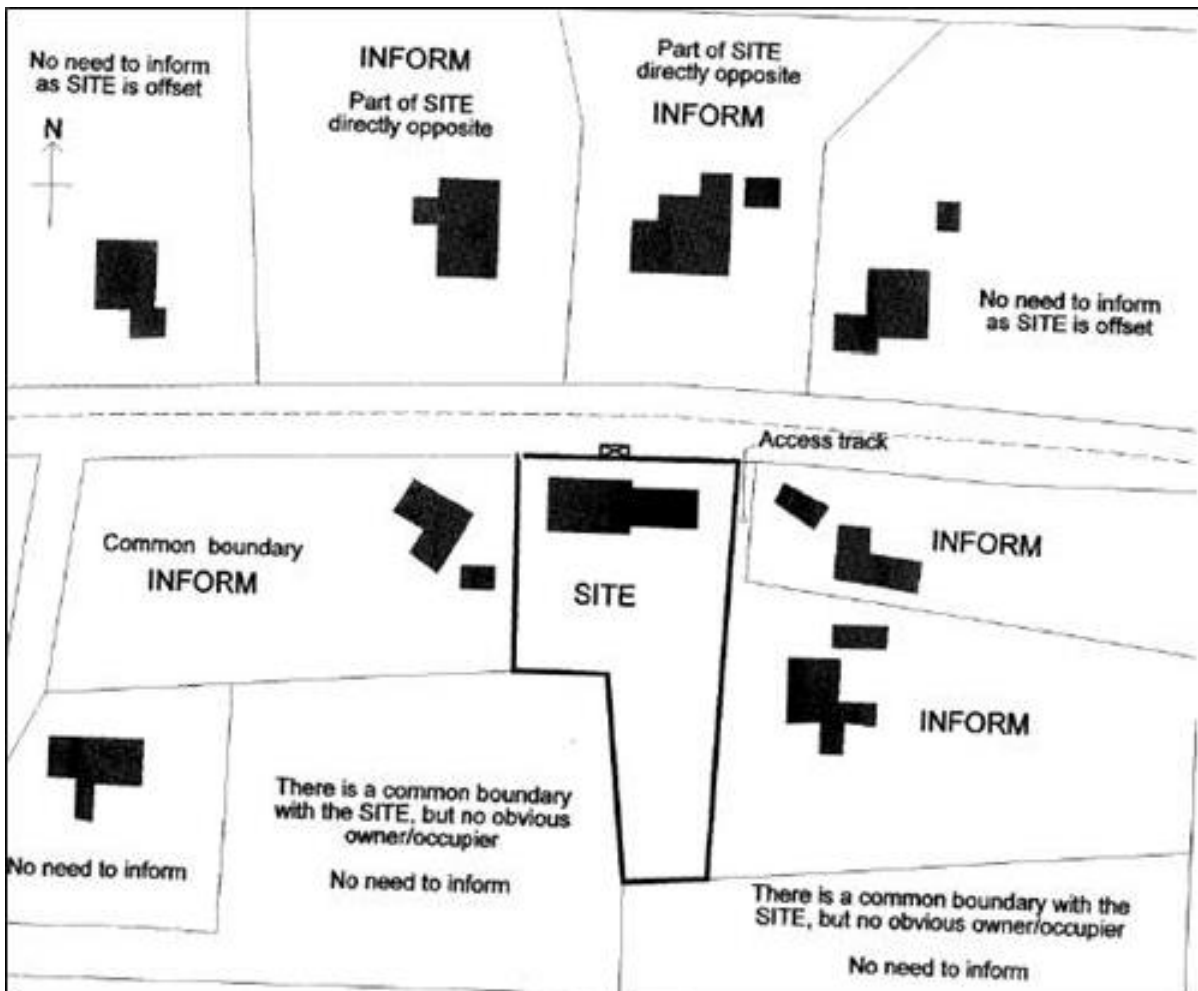 No need to inform
as SITE is offset
N
INFORM
Part of SITE
directly opposite
Part of SITE
directly opposite
INFORM
No need to inform
as SITE is offset
Access track
Common boundary
INFORM
SITE
INFORM
INFORM
No need to inform
There is a common boundary
with the SITE, but no obvious
owner/occupier
No need to inform
There is a common boundary with the
SITE, but no obvious owner/occupier
No need to inform